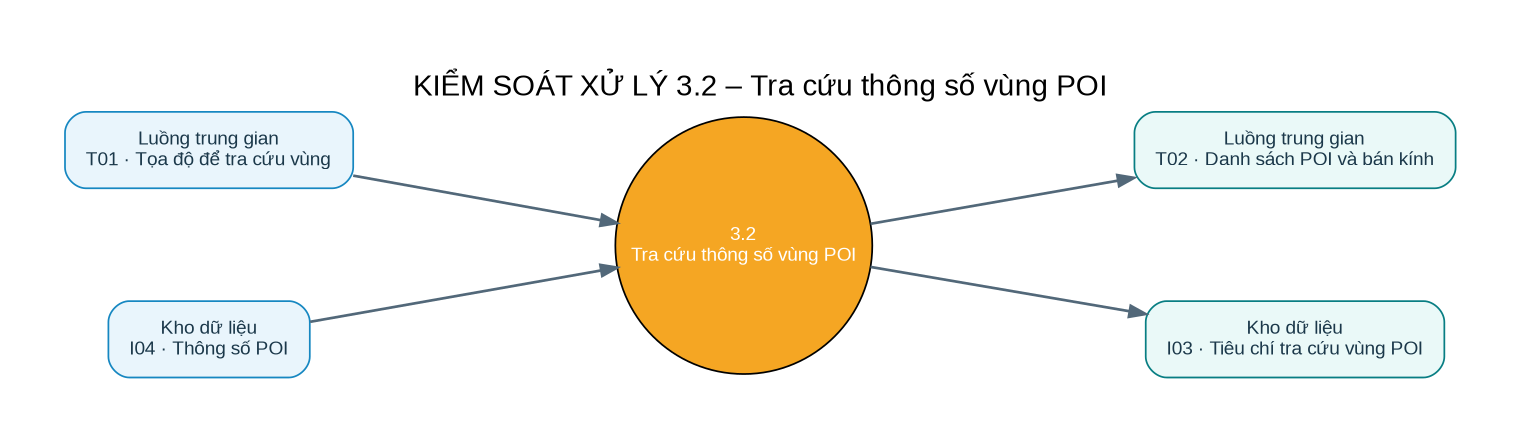 KIỂM SOÁT XỬ LÝ 3.2 – Tra cứu thông số vùng POI
Luồng trung gian
T01 · Tọa độ để tra cứu vùng
Kho dữ liệu
I04 · Thông số POI
3.2
Tra cứu thông số vùng POI
Luồng trung gian
T02 · Danh sách POI và bán kính
Kho dữ liệu
I03 · Tiêu chí tra cứu vùng POI